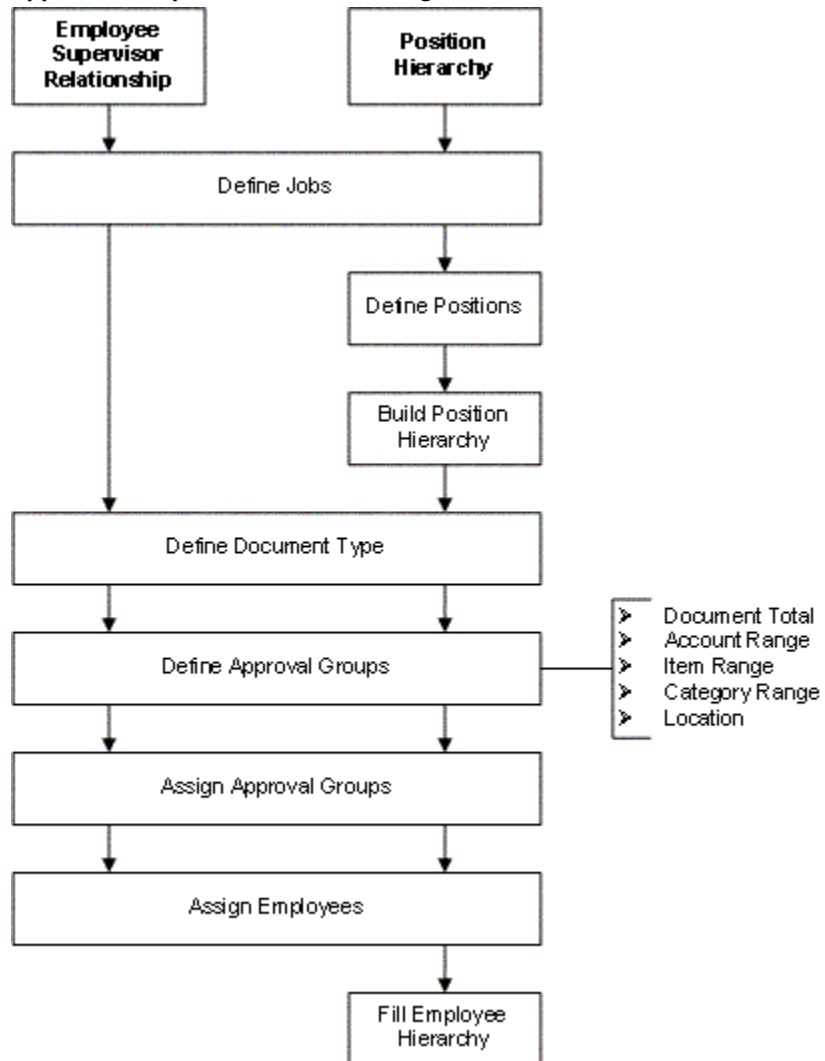 Employee
Supervisor
Relationship
Position
Hierarchy
Define Jobs
Define Positions
Build Position
Hierarchy
Define Document Type
Define Approval Groups
Document Total
Account Range
Item Range
Category Range
Location
Assign Approval Groups
Assign Employees
Fill Employee
Hierarchy